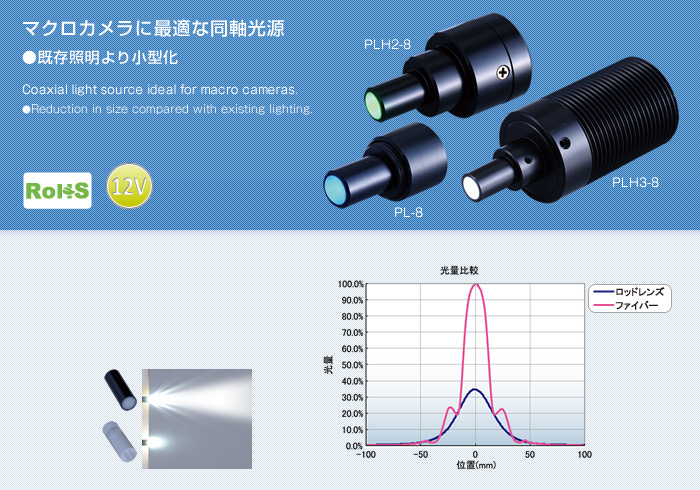 マクロカメラに最適な同軸光源
●既存照明より小型化
Coaxial light source ideal for macro cameras.
●Reduction in size compared with existing lighting.
RoHS
12V
PLH2-8
PL-8
PLH3-8
光量比較
100.0%
90.0%
80.0%
70.0%
60.0%
50.0%
40.0%
30.0%
20.0%
10.0%
0.0%
光量
-100
-50
0
50
100
位置(mm)
ロッドレンズ
ファイバー